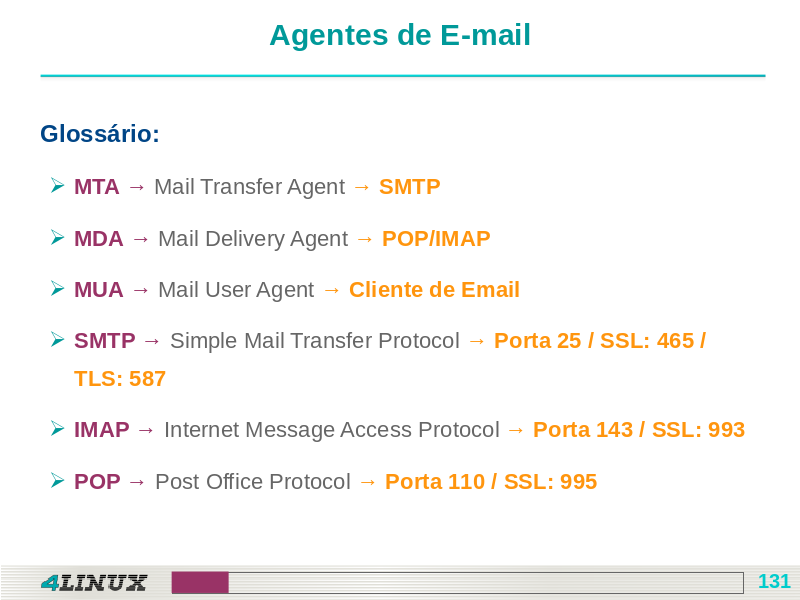 Agentes de E-mail
Glossário:
➢ MTA → Mail Transfer Agent → SMTP
➢ MDA → Mail Delivery Agent → POP/IMAP
➢ MUA → Mail User Agent → Cliente de Email
➢ SMTP → Simple Mail Transfer Protocol → Porta 25 / SSL: 465 /
TLS: 587
➢ IMAP → Internet Message Access Protocol → Porta 143 / SSL: 993
➢ POP → Post Office Protocol → Porta 110 / SSL: 995
4LINUX
131